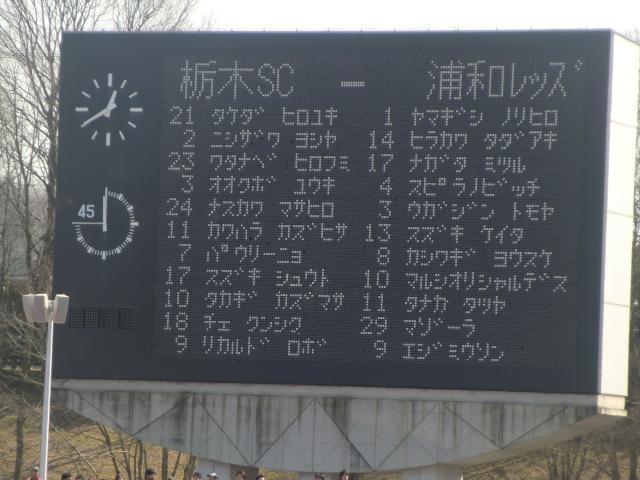 栃木SC ー 浦和レッズ
21 タケダ ヒロユキ 1 ヤマギシ ノリヒロ
2 ニシザワ ヨシヤ 14 ヒラカワ タダアキ
23 ワタナベ ヒロフミ 17 ナガタ ミツル
3 オオクボ ユウキ 4 スピラノビッチ
24 ナスカワ マサヒロ 3 ウガジン トモヤ
11 カワハラ カズヒサ 13 スズキ ケイタ
7 パウリーニョ 8 カシワギ ヨウスケ
17 スズキ シュウト 10 マルシオリシャルデス
10 タカギ カズマサ 11 タナカ タツヤ
18 チェ クンシク 29 マゾーラ
9 リカルド ロボ 9 エジミウソン
45